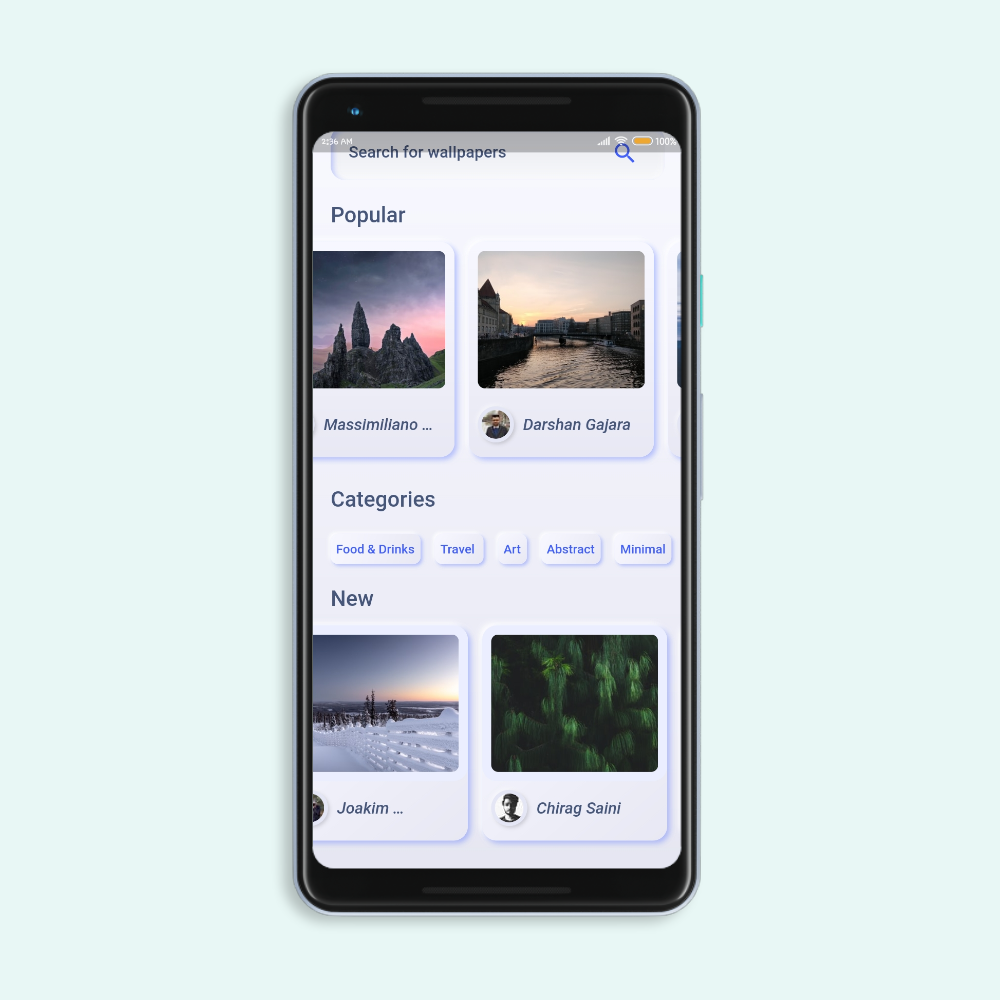 2:36 AM 100%
Search for wallpapers
Popular
Massimiliano ... Darshan Gajara
Categories
Food & Drinks Travel Art Abstract Minimal
New
Joakim ... Chirag Saini